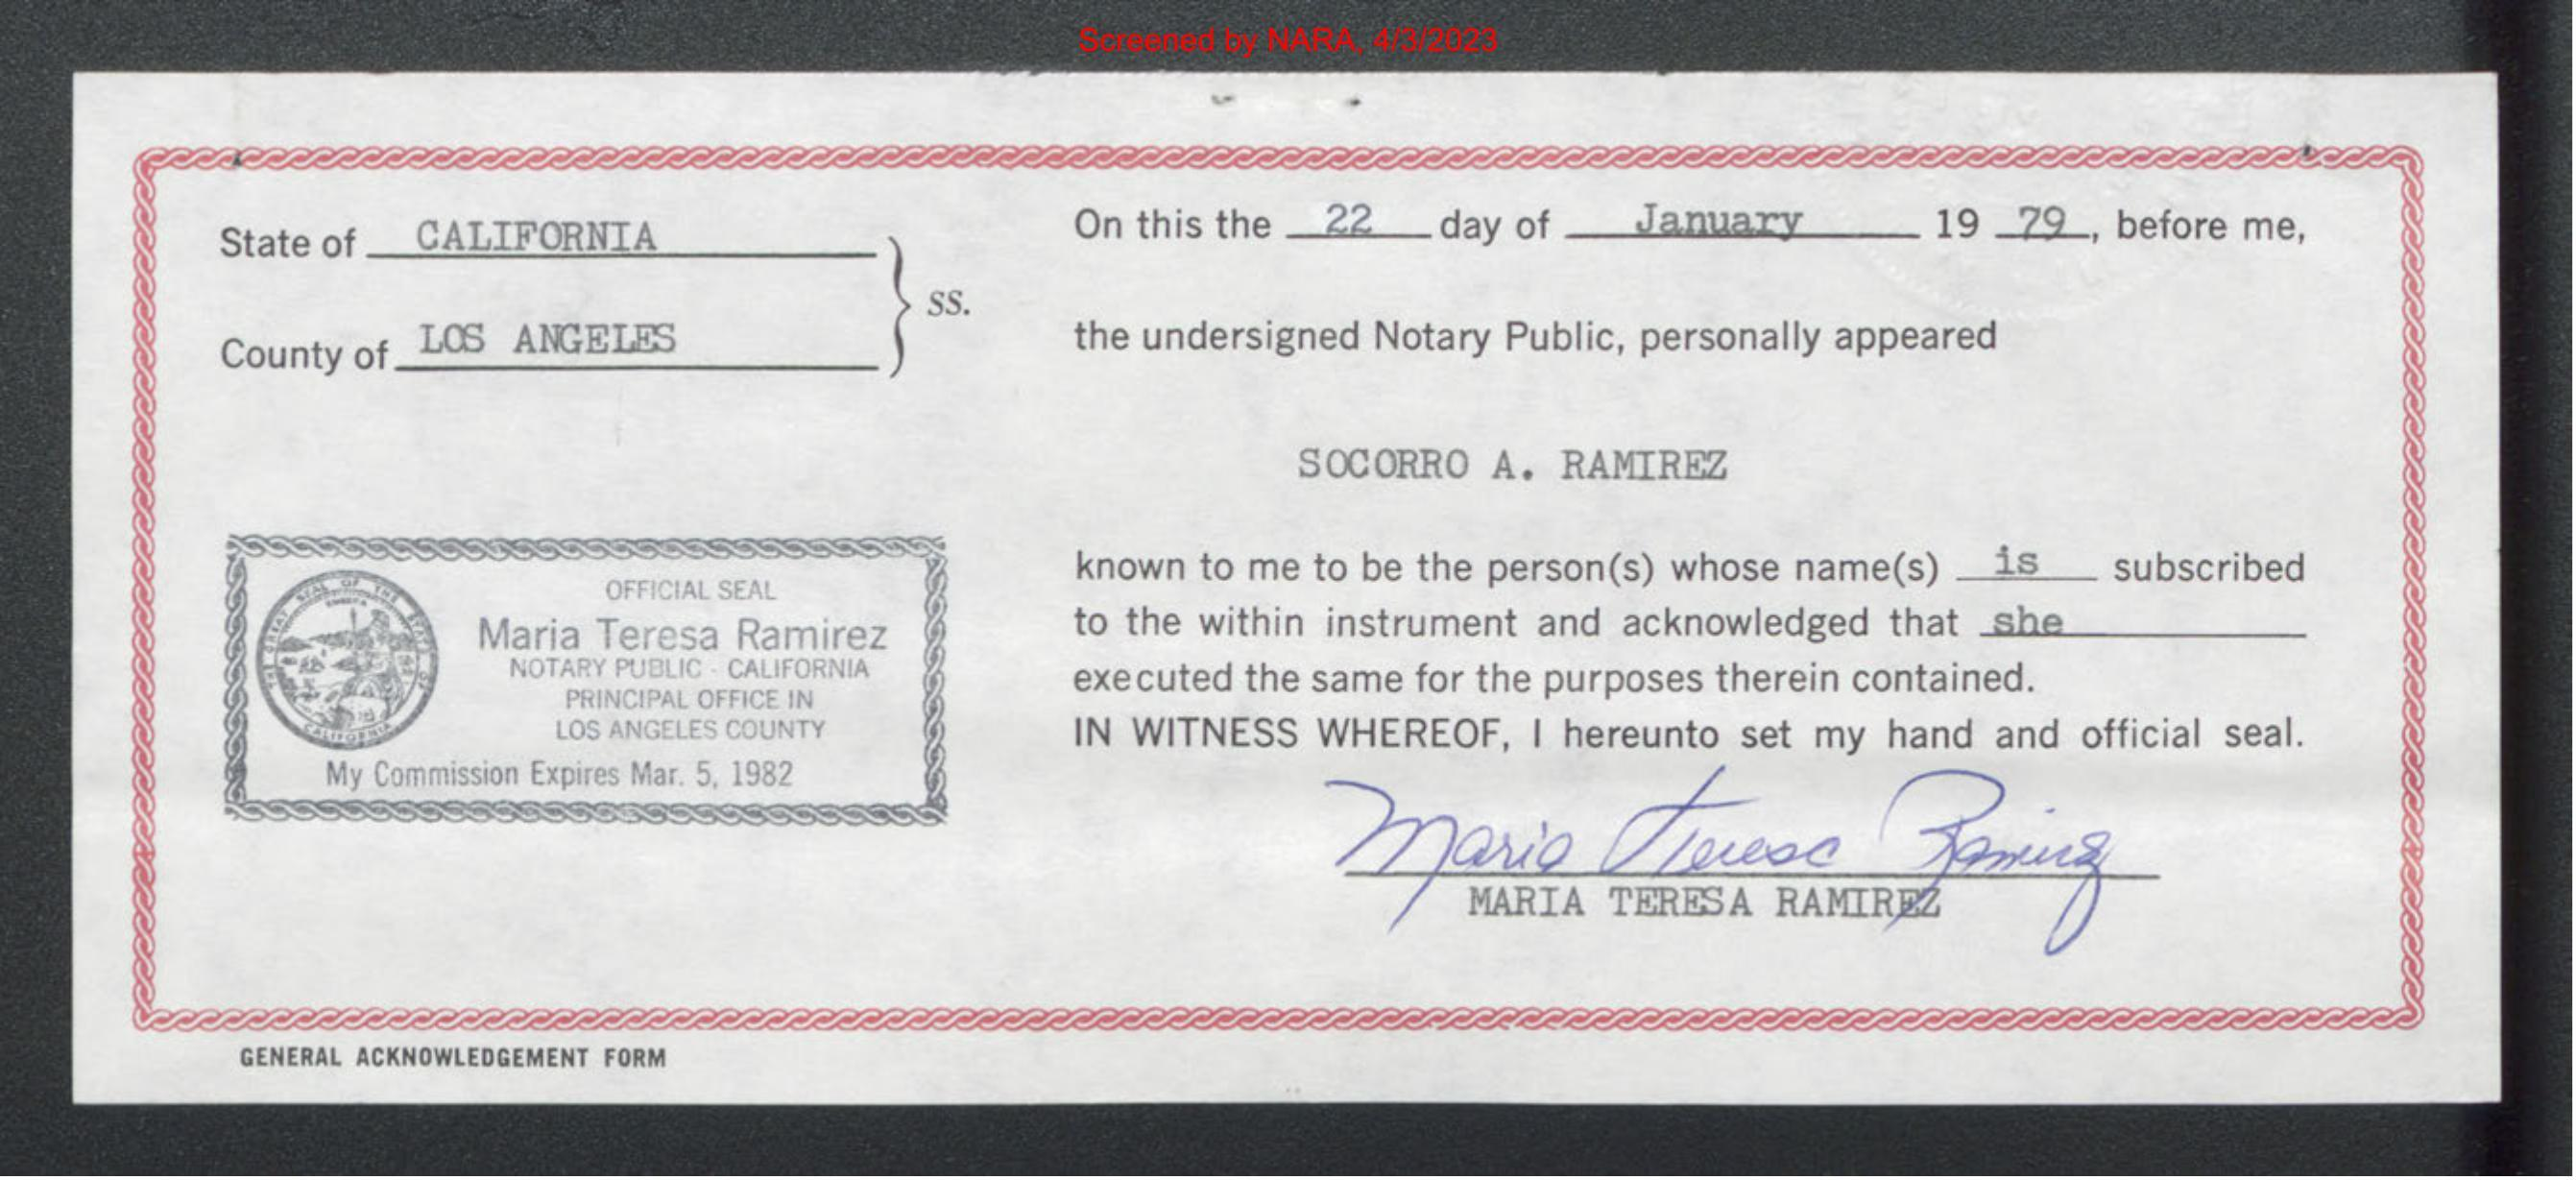 Screened by NARA, 4/3/2023
State of CALIFORNIA
County of LOS ANGELES
SS.
On this the 22 day of January 19 79, before me,
the undersigned Notary Public, personally appeared
SOCORRO A. RAMIREZ
known to me to be the person(s) whose name(s) is subscribed
to the within instrument and acknowledged that she
executed the same for the purposes therein contained.
IN WITNESS WHEREOF, I hereunto set my hand and official seal.
Maria Teresa Ramirez
MARIA TERESA RAMIREZ
THE GREAT SEAL OF THE STATE OF
EUREKA
CALIFORNIA
OFFICIAL SEAL
Maria Teresa Ramirez
NOTARY PUBLIC - CALIFORNIA
PRINCIPAL OFFICE IN
LOS ANGELES COUNTY
My Commission Expires Mar. 5, 1982
GENERAL ACKNOWLEDGEMENT FORM